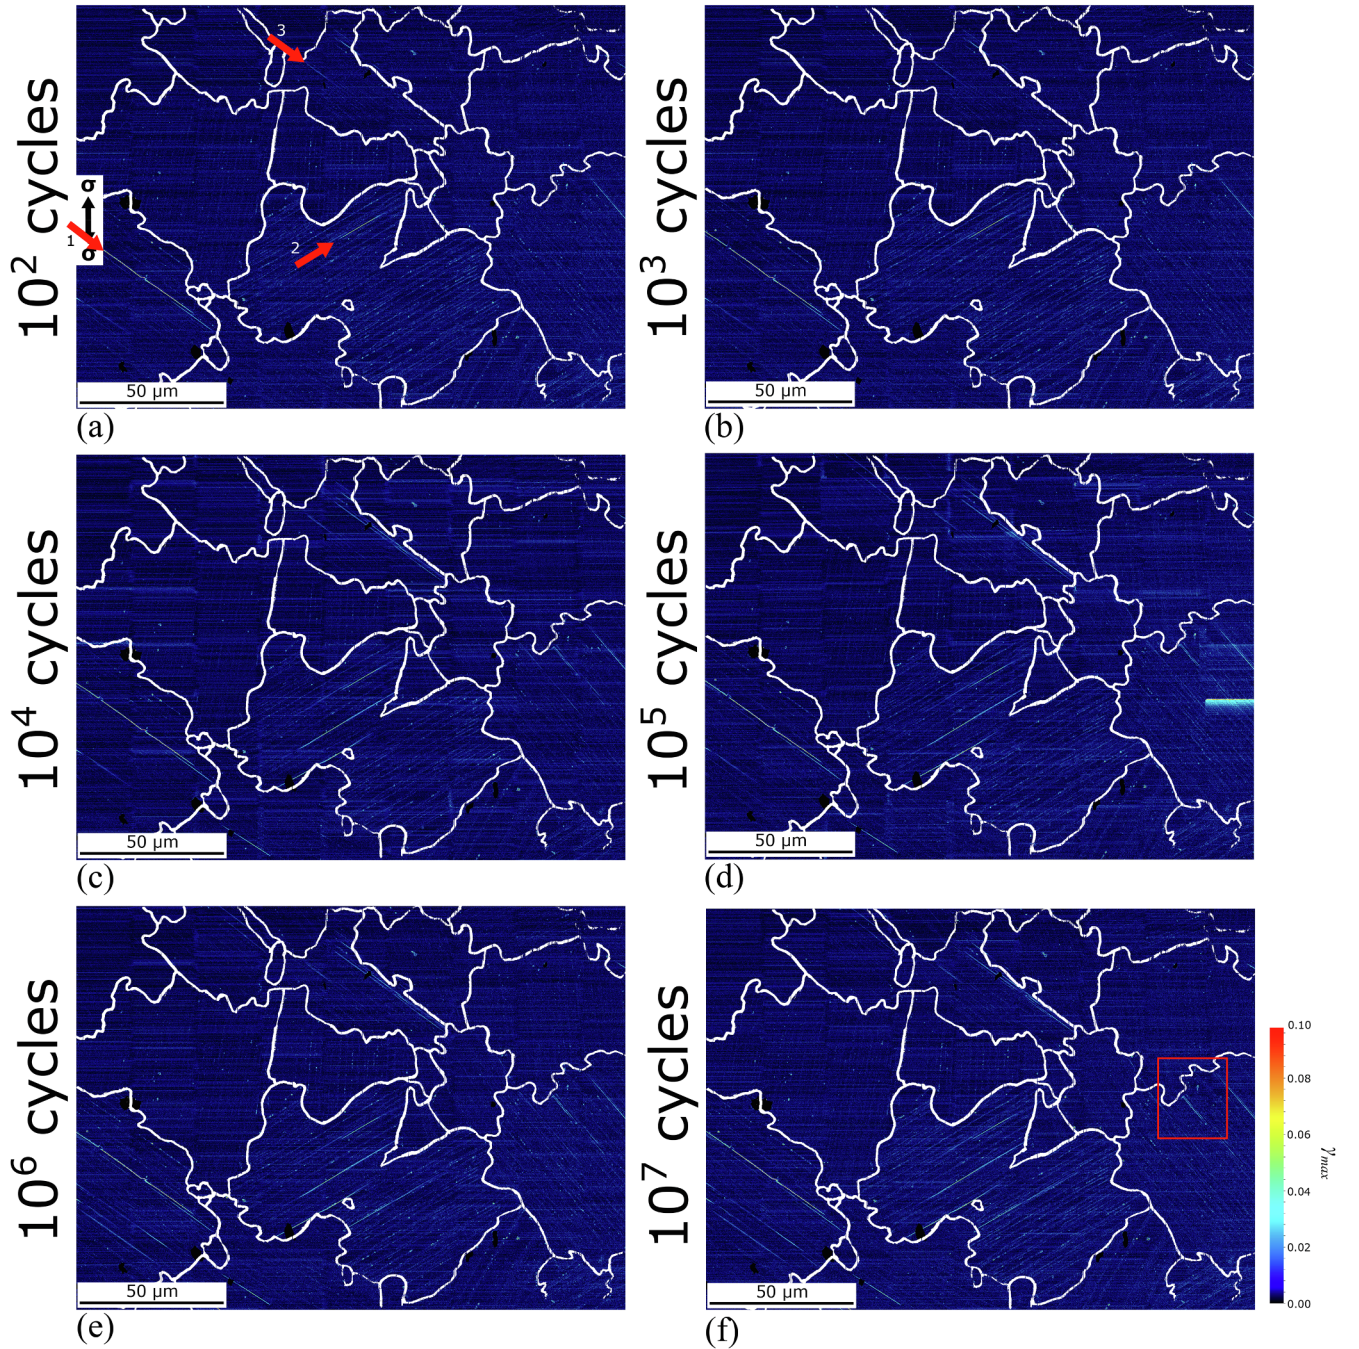 10² cycles
σ
σ
1
2
3
50 µm
(a)
10³ cycles
50 µm
(b)
10⁴ cycles
50 µm
(c)
10⁵ cycles
50 µm
(d)
10⁶ cycles
50 µm
(e)
10⁷ cycles
(f)
0.10
0.08
0.06
0.04
0.02
0.00
γmax